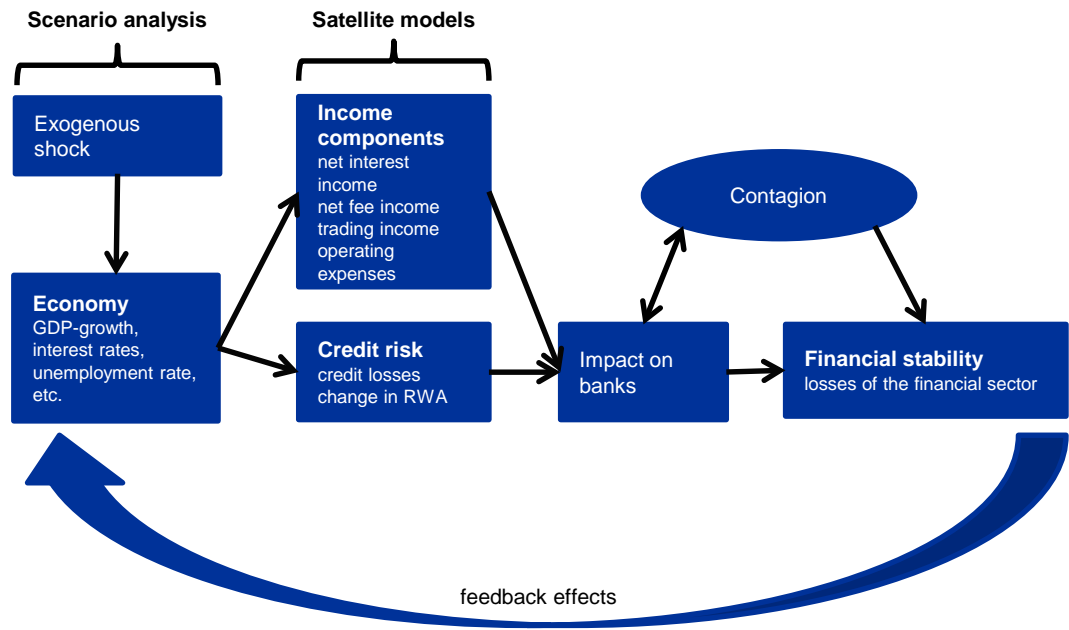 Scenario analysis
Satellite models
Exogenous
shock
Income
components
net interest
income
net fee income
trading income
operating
expenses
Contagion
Economy
GDP-growth,
interest rates,
unemployment rate,
etc.
Credit risk
credit losses
change in RWA
Impact on
banks
Financial stability
losses of the financial sector
feedback effects